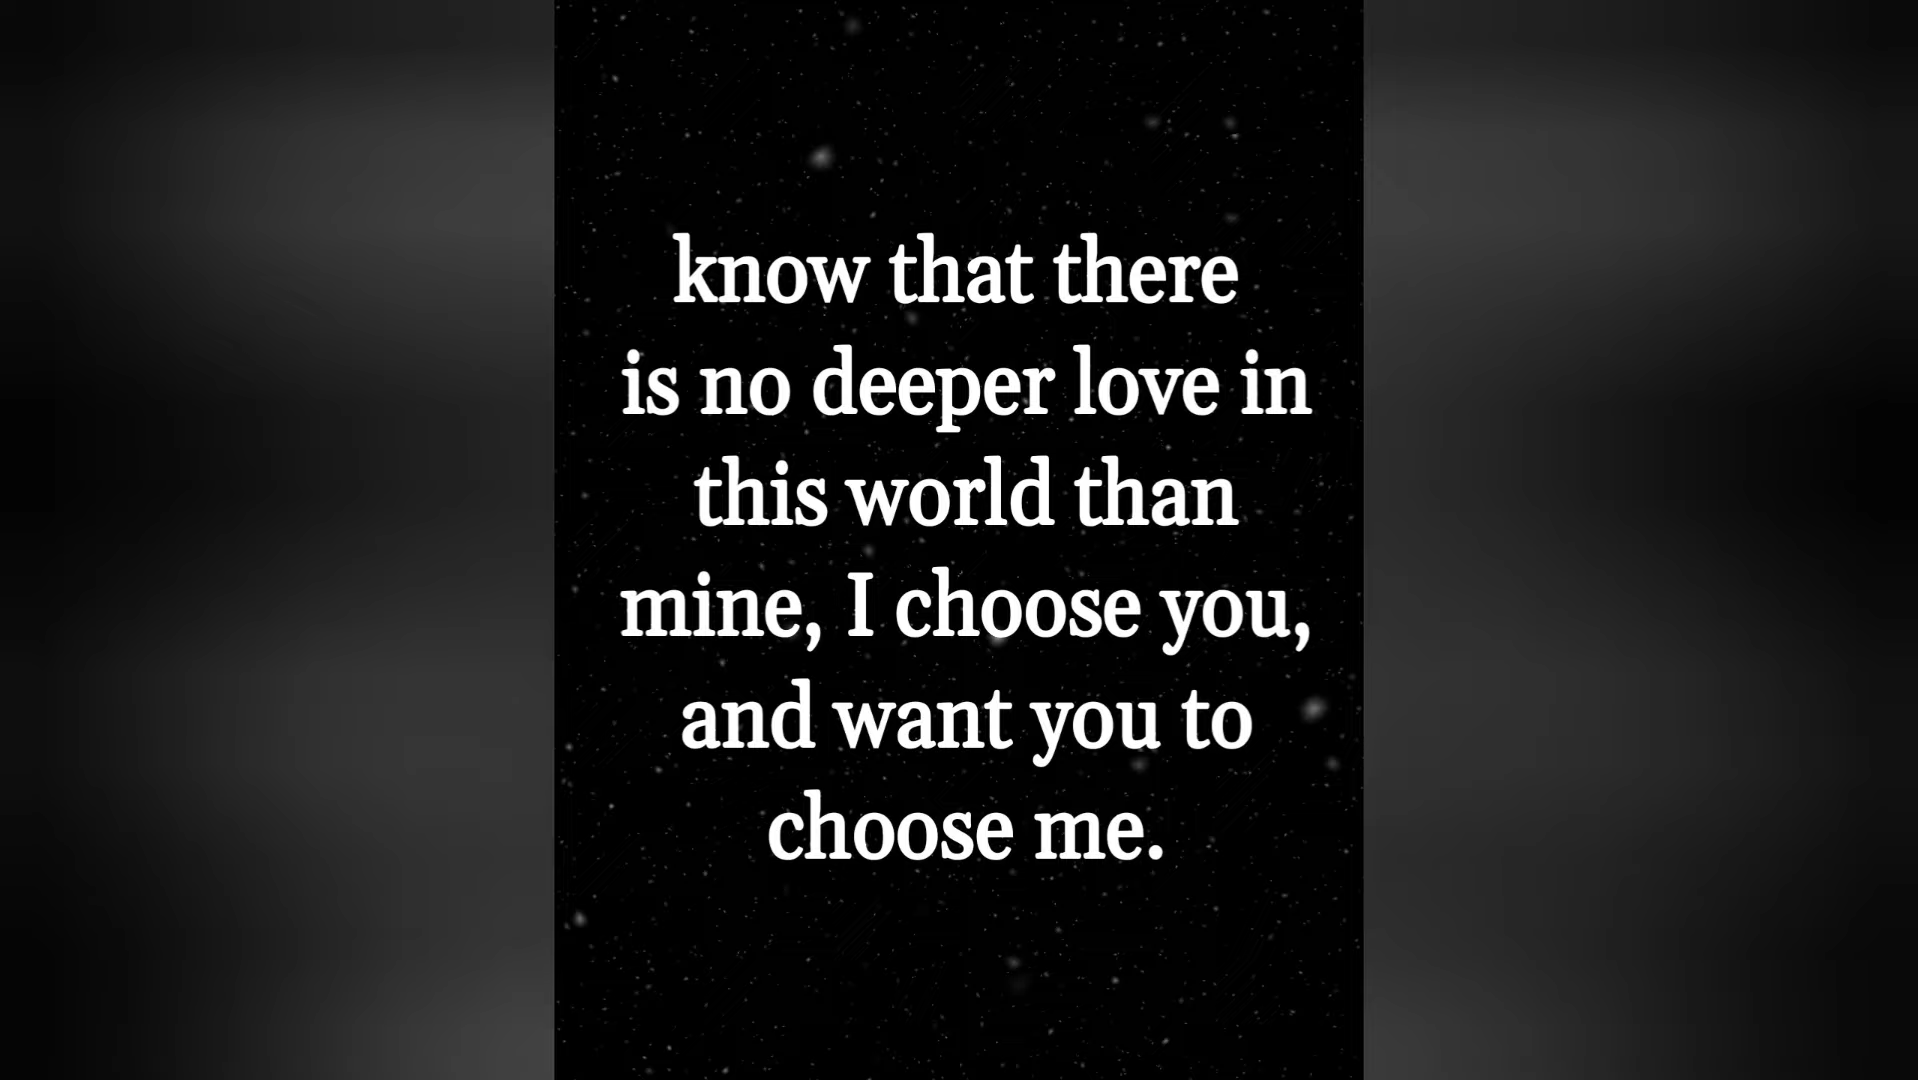 know that there
is no deeper love in
this world than
mine, I choose you,
and want you to
choose me.